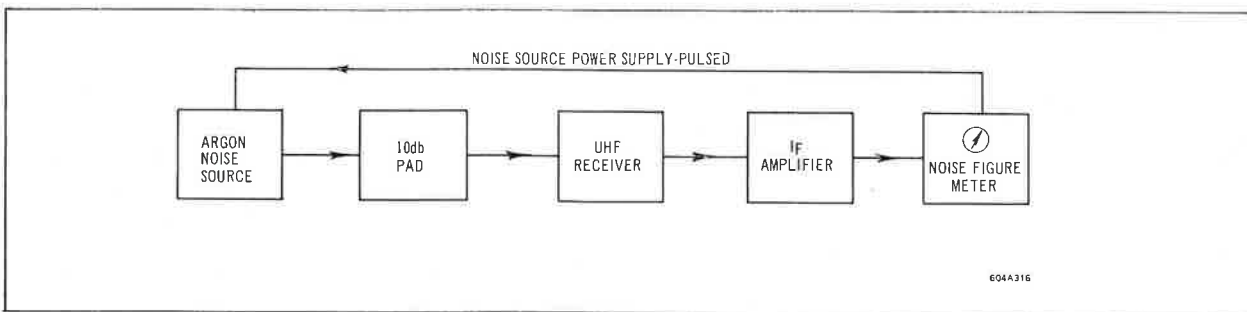 NOISE SOURCE POWER SUPPLY-PULSED
ARGON
NOISE
SOURCE
10db
PAD
UHF
RECEIVER
IF
AMPLIFIER
NOISE FIGURE
METER
604A316